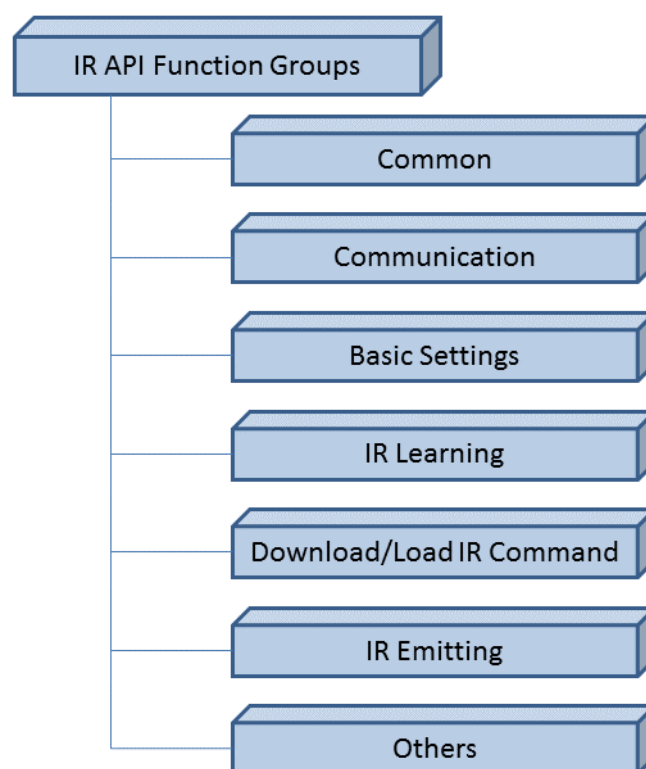 IR API Function Groups
Common
Communication
Basic Settings
IR Learning
Download/Load IR Command
IR Emitting
Others